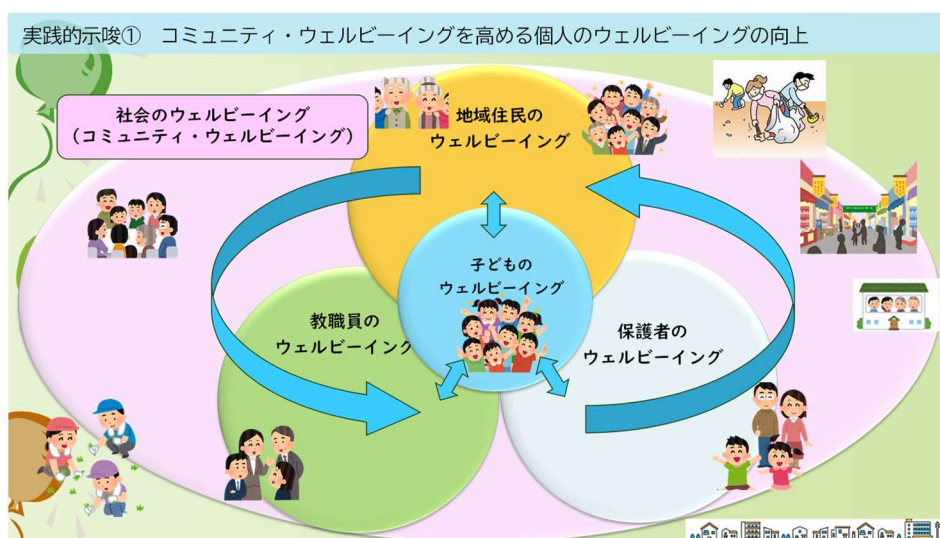 実践的示唆① コミュニティ・ウェルビーイングを高める個人のウェルビーイングの向上
社会のウェルビーイング
(コミュニティ・ウェルビーイング)
地域住民の
ウェルビーイング
子どもの
ウェルビーイング
教職員の
ウェルビーイング
保護者の
ウェルビーイング